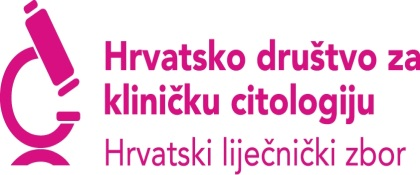 Hrvatsko društvo za
kliničku citologiju
Hrvatski liječnički zbor